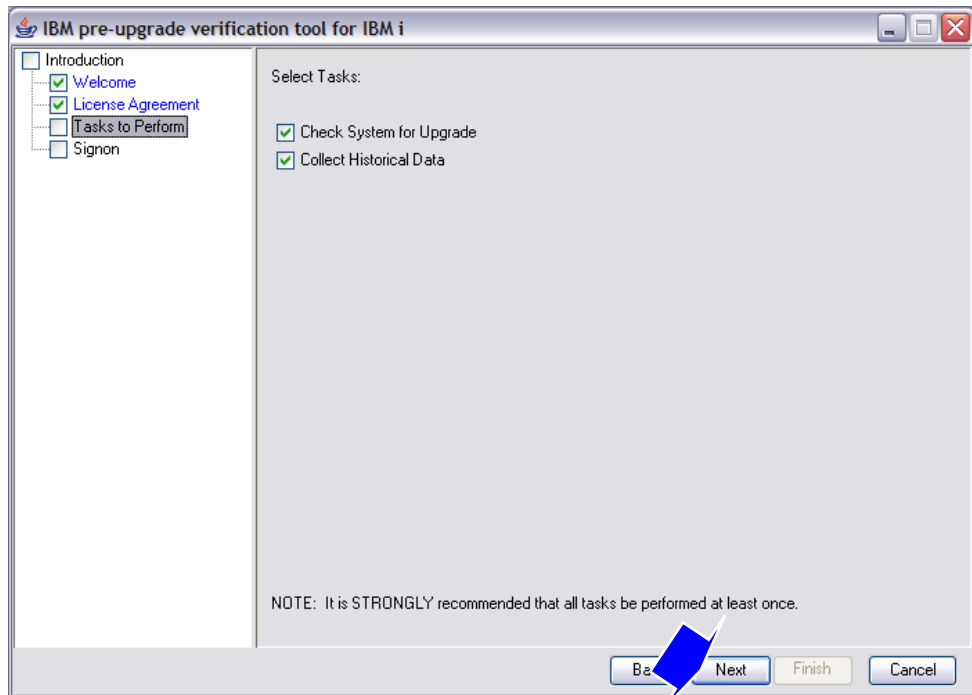 IBM pre-upgrade verification tool for IBM i
Introduction
Welcome
License Agreement
Tasks to Perform
Signon
Select Tasks:
Check System for Upgrade
Collect Historical Data
NOTE: It is STRONGLY recommended that all tasks be performed at least once.
Next
Finish
Cancel